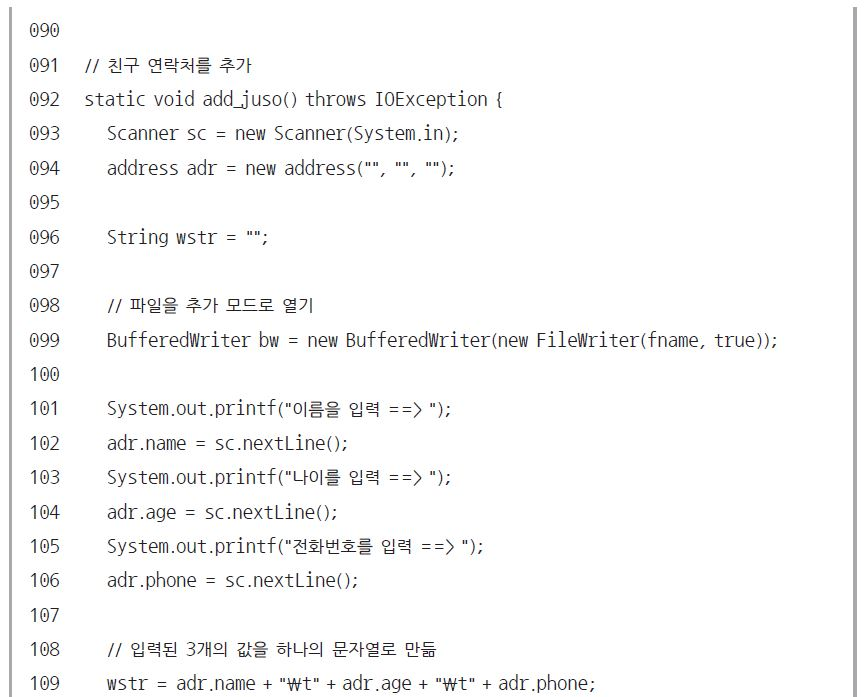 090
091 // 친구 연락처를 추가
092 static void add_juso() throws IOException {
093 Scanner sc = new Scanner(System.in);
094 address adr = new address("", "", "");
095
096 String wstr = "";
097
098 // 파일을 추가 모드로 열기
099 BufferedWriter bw = new BufferedWriter(new FileWriter(fname, true));
100
101 System.out.printf("이름을 입력 ==> ");
102 adr.name = sc.nextLine();
103 System.out.printf("나이를 입력 ==> ");
104 adr.age = sc.nextLine();
105 System.out.printf("전화번호를 입력 ==> ");
106 adr.phone = sc.nextLine();
107
108 // 입력된 3개의 값을 하나의 문자열로 만듦
109 wstr = adr.name + "₩t" + adr.age + "₩t" + adr.phone;